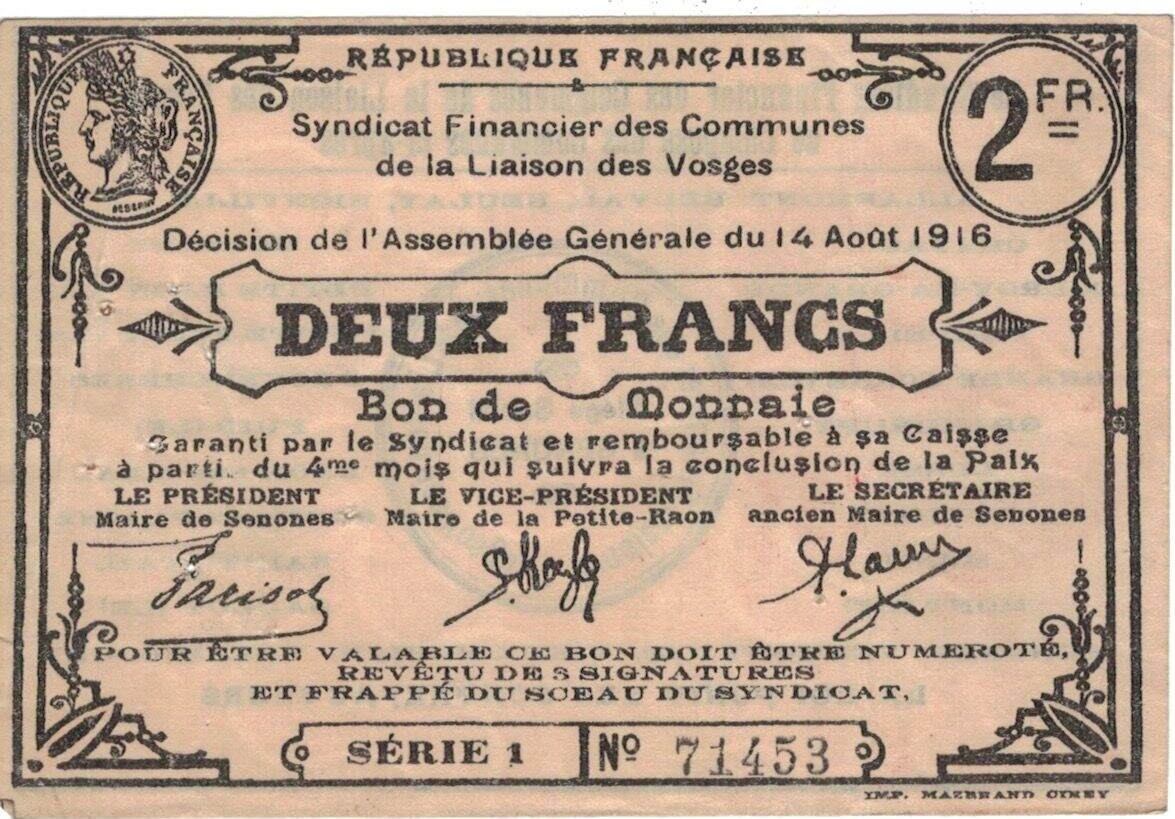 RÉPUBLIQUE FRANÇAISE
RÉPUBLIQUE FRANÇAISE
2 FR.
Syndicat Financier des Communes
de la Liaison des Vosges
Décision de l'Assemblée Générale du 14 Août 1916
DEUX FRANCS
Bon de Monnaie
Garanti par le Syndicat et remboursable à sa Caisse
à parti. du 4me mois qui suivra la conclusion de la Paix
LE PRÉSIDENT LE VICE-PRÉSIDENT LE SECRÉTAIRE
Maire de Senones Maire de la Petite-Raon ancien Maire de Senones
POUR ÊTRE VALABLE CE BON DOIT ÊTRE NUMEROTÉ,
REVÊTU DE 3 SIGNATURES
ET FRAPPÉ DU SCEAU DU SYNDICAT,
SÉRIE 1 Nº 71453
IMP. MAZERAND CIREY